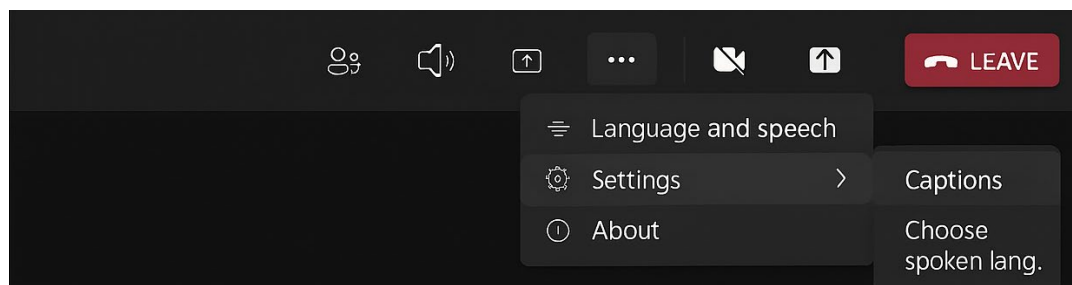 LEAVE
Language and speech
Settings
Captions
About
Choose
spoken lang.